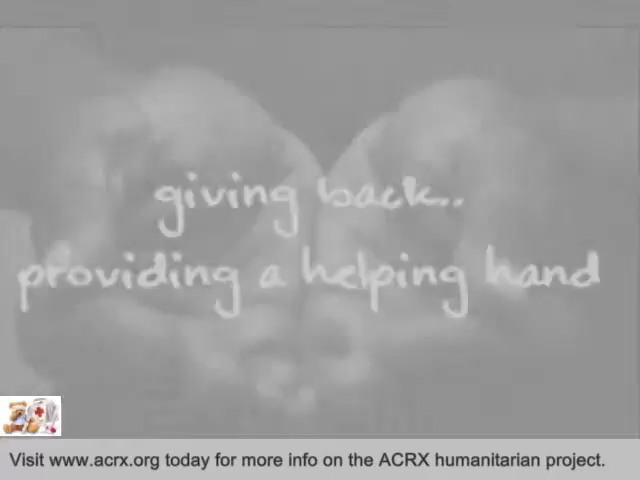 giving back..
providing a helping hand
Visit www.acrx.org today for more info on the ACRX humanitarian project.